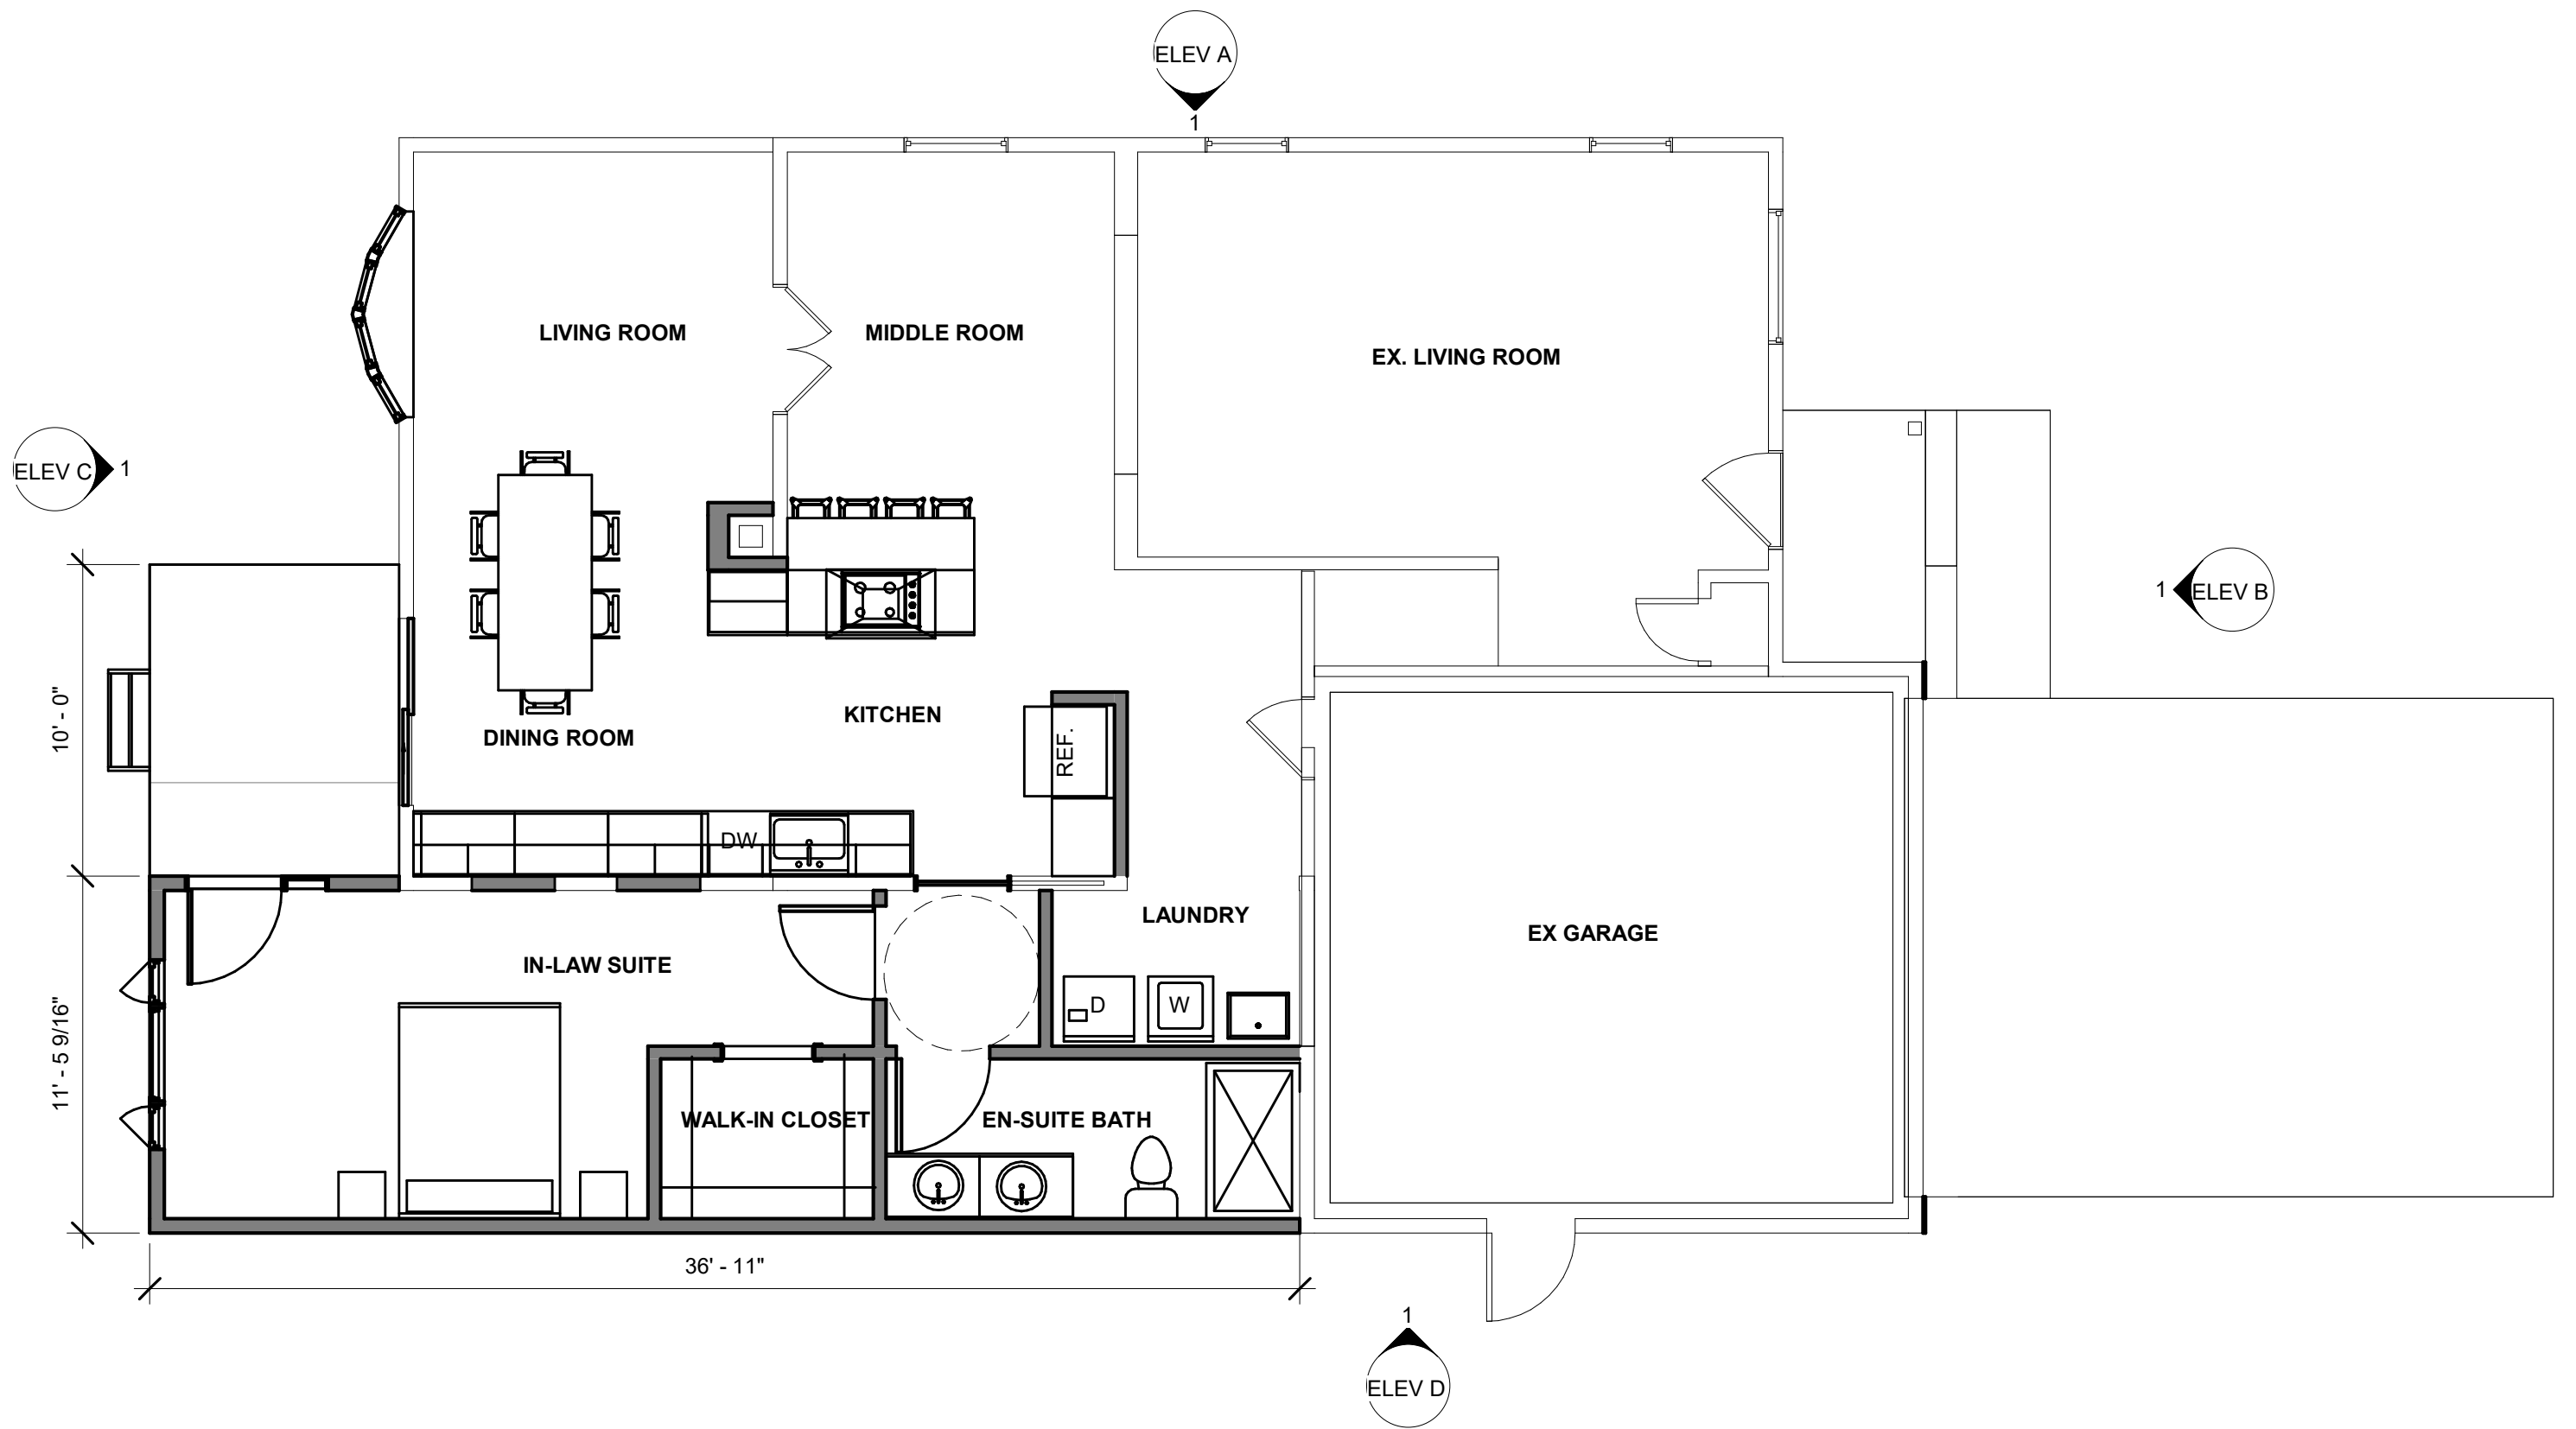 ELEV A
1
LIVING ROOM
MIDDLE ROOM
EX. LIVING ROOM
ELEV C
1
1
ELEV B
10' - 0"
KITCHEN
DINING ROOM
REF.
DW
LAUNDRY
EX GARAGE
IN-LAW SUITE
D
W
11' - 5 9/16"
WALK-IN CLOSET
EN-SUITE BATH
36' - 11"
1
ELEV D